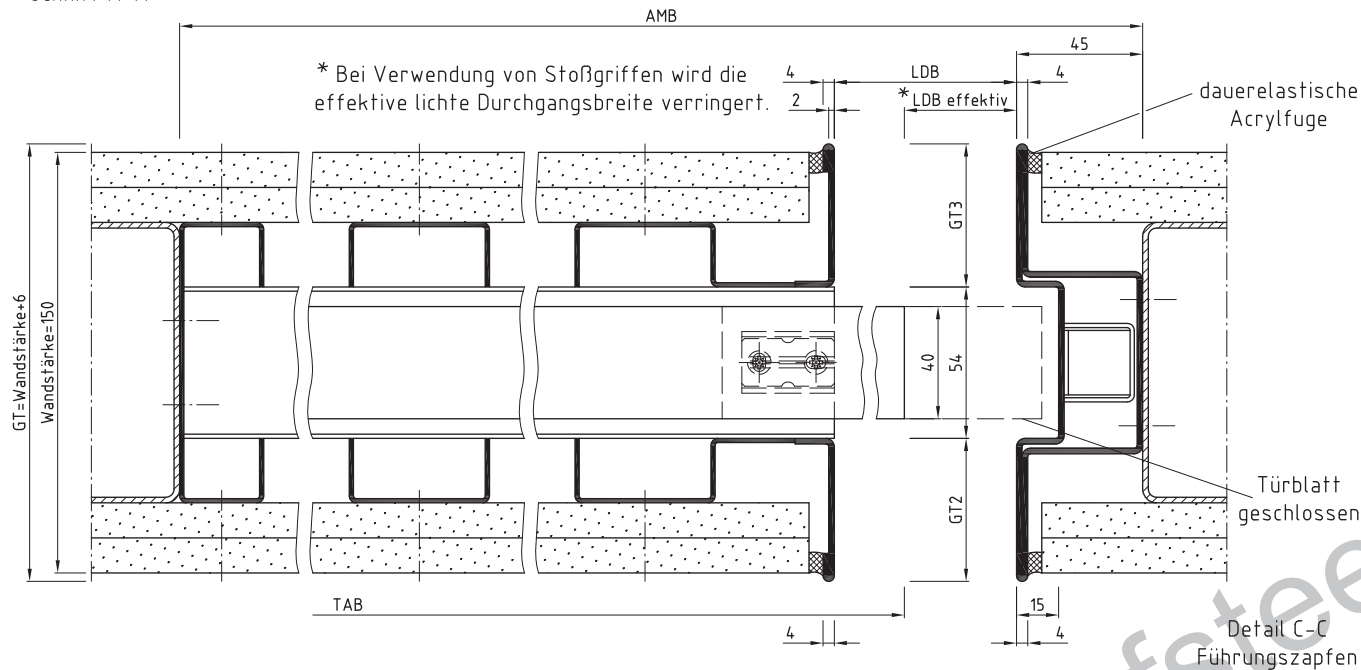 AMB
45
* Bei Verwendung von Stoßgriffen wird die
effektive lichte Durchgangsbreite verringert.
4
LDB
4
2
* LDB effektiv
dauerelastische
Acrylfuge
GT3
GT=Wandstärke+6
Wandstärke=150
40
54
GT2
Türblatt
geschlossen
TAB
15
4
4
Detail C-C
Führungszapfen